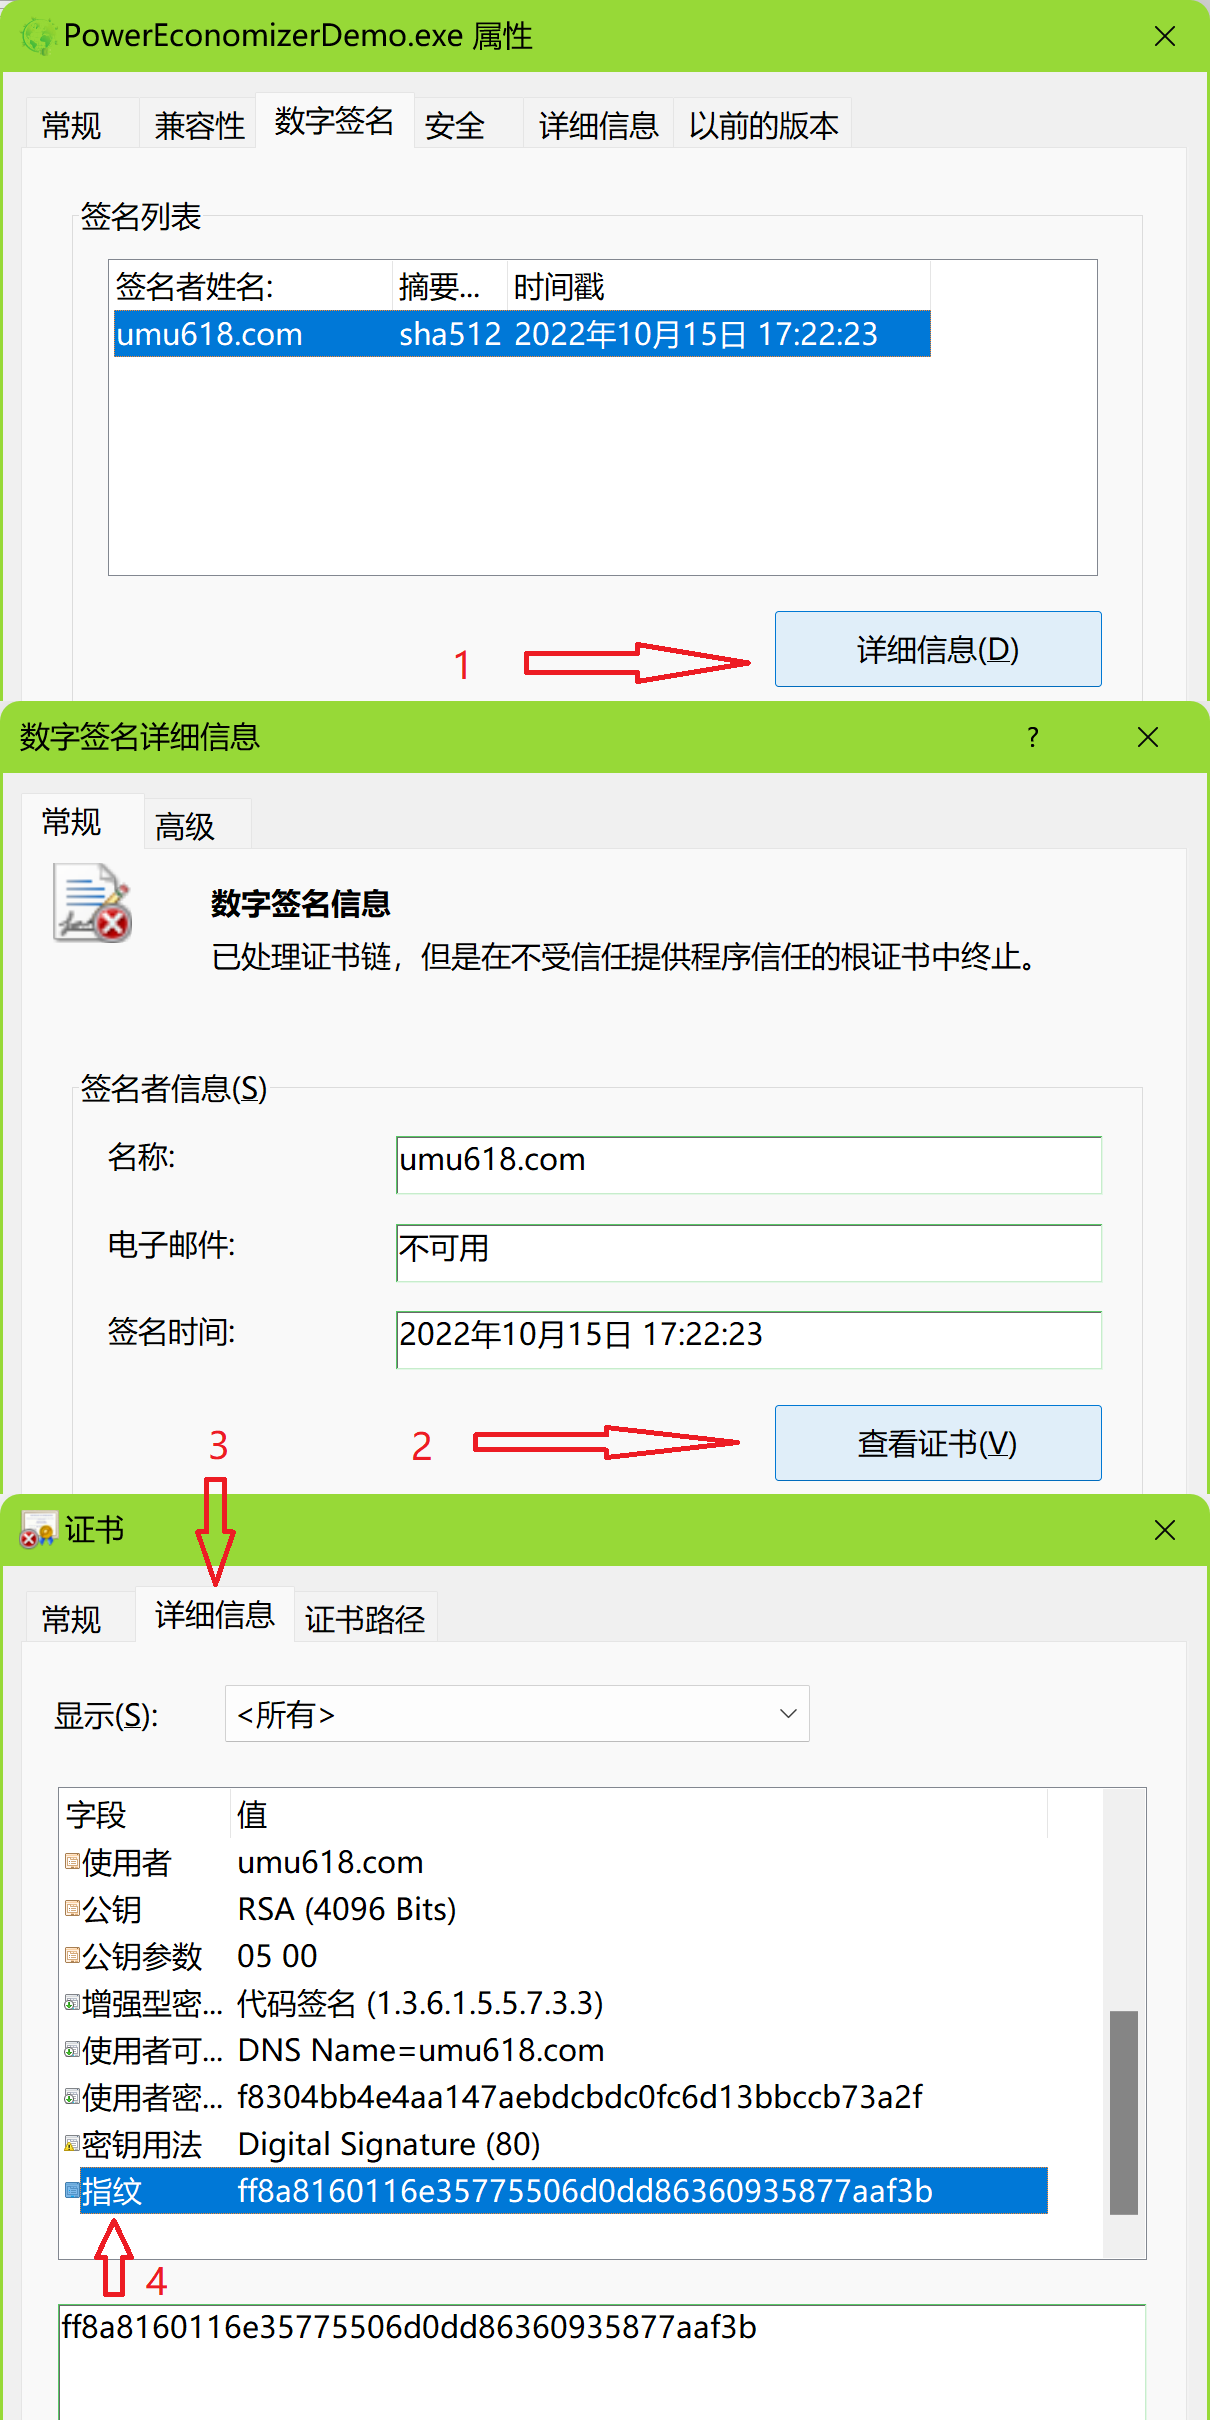 PowerEconomizerDemo.exe 属性
常规 兼容性 数字签名 安全 详细信息 以前的版本
签名列表
签名者姓名: 摘要... 时间戳
umu618.com sha512 2022年10月15日 17:22:23
1 详细信息(D)
数字签名详细信息 ?
常规 高级
数字签名信息
已处理证书链，但是在不受信任提供程序信任的根证书中终止。
签名者信息(S)
名称: umu618.com
电子邮件: 不可用
签名时间: 2022年10月15日 17:22:23
3 2 查看证书(V)
证书
常规 详细信息 证书路径
显示(S): <所有>
字段 值
使用者 umu618.com
公钥 RSA (4096 Bits)
公钥参数 05 00
增强型密... 代码签名 (1.3.6.1.5.5.7.3.3)
使用者可... DNS Name=umu618.com
使用者密... f8304bb4e4aa147aebdcbdc0fc6d13bbccb73a2f
密钥用法 Digital Signature (80)
指纹 ff8a8160116e35775506d0dd86360935877aaf3b
4
ff8a8160116e35775506d0dd86360935877aaf3b